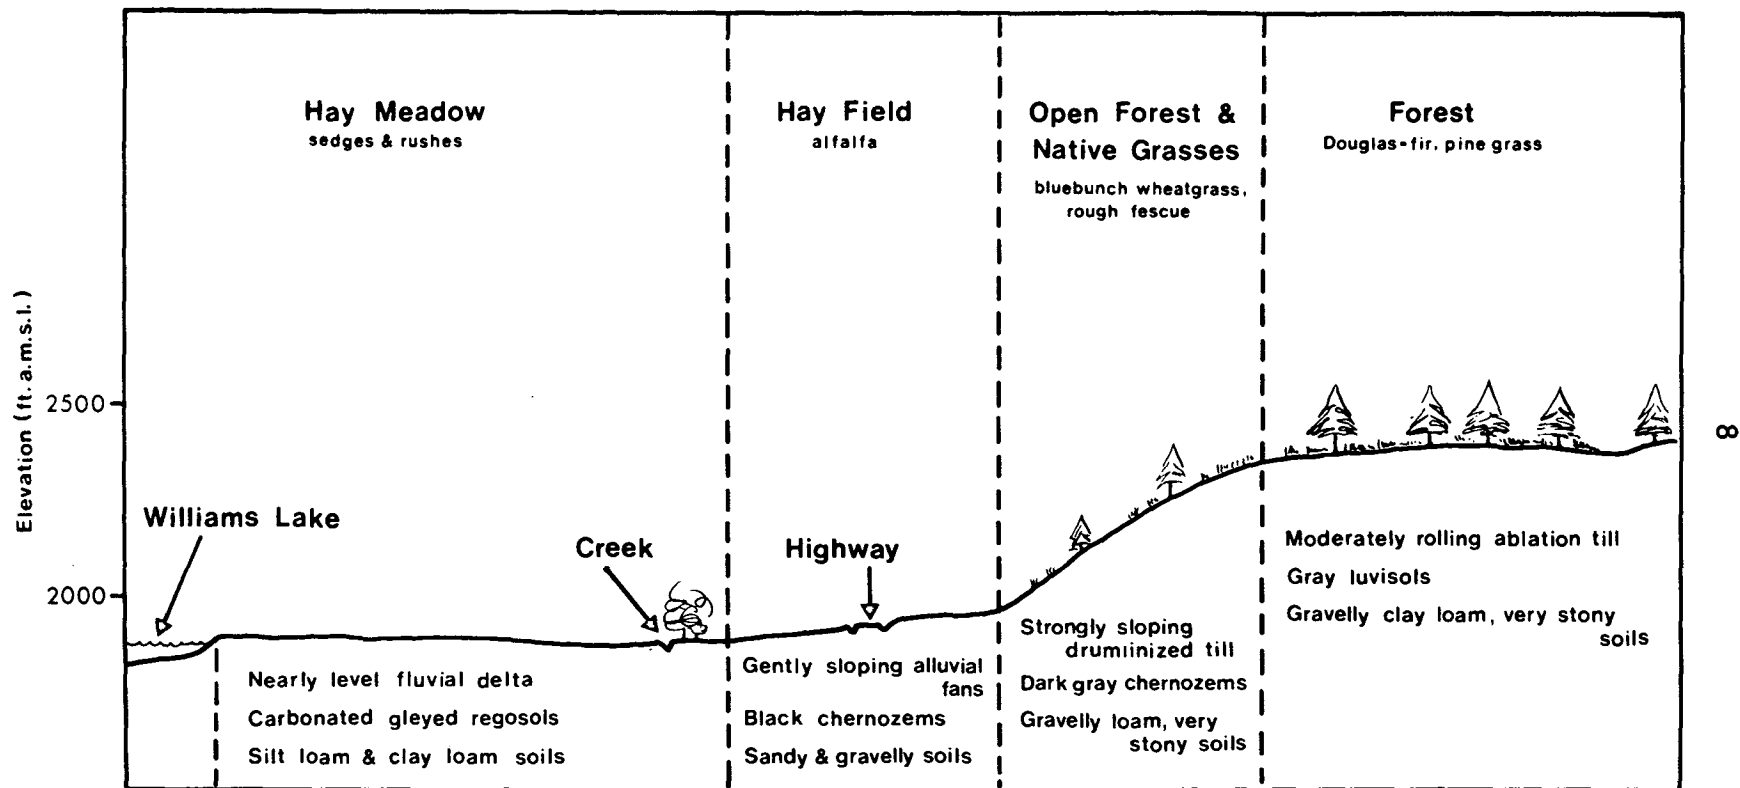 Hay Meadow
sedges & rushes
Hay Field
alfalfa
Open Forest &
Native Grasses
bluebunch wheatgrass,
rough fescue
Forest
Douglas-fir, pine grass
Elevation (ft. a.m.s.l.)
2500
2000
8
Williams Lake
Creek
Highway
Nearly level fluvial delta
Carbonated gleyed regosols
Silt loam & clay loam soils
Gently sloping alluvial
fans
Black chernozems
Sandy & gravelly soils
Strongly sloping
drumlinized till
Dark gray chernozems
Gravelly loam, very
stony soils
Moderately rolling ablation till
Gray luvisols
Gravelly clay loam, very stony
soils